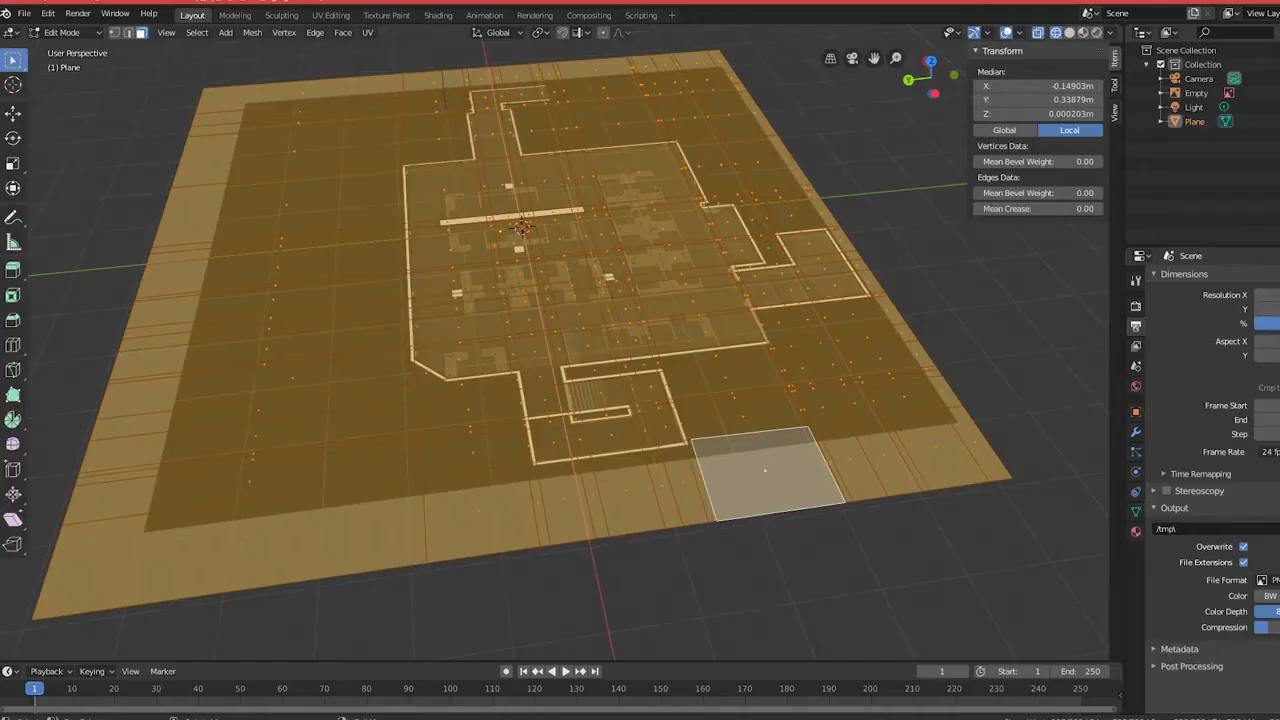 File Edit Render Window Help Layout Modeling Sculpting UV Editing Texture Paint Shading Animation Rendering Compositing Scripting + Scene View Lay
Edit Mode View Select Add Mesh Vertex Edge Face UV Global
User Perspective
(1) Plane
Transform
Median:
X: -0.14903m
Y: 0.33879m
Z: 0.000203m
Global Local
Vertices Data:
Mean Bevel Weight: 0.00
Edges Data:
Mean Bevel Weight: 0.00
Mean Crease: 0.00
Item
Tool
View
Z
Y
Scene Collection
Collection
Camera
Empty
Light
Plane
Scene
Dimensions
Resolution X
Y
%
Aspect X
Y
Crop t
Frame Start
End
Step
Frame Rate 24 f
Time Remapping
Stereoscopy
Output
/tmp\
Overwrite
File Extensions
File Format PN
Color BW
Color Depth 8
Compression
Metadata
Post Processing
Playback Keying View Marker 1 Start: 1 End: 250
1 10 20 30 40 50 60 70 80 90 100 110 120 130 140 150 160 170 180 190 200 210 220 230 240 250